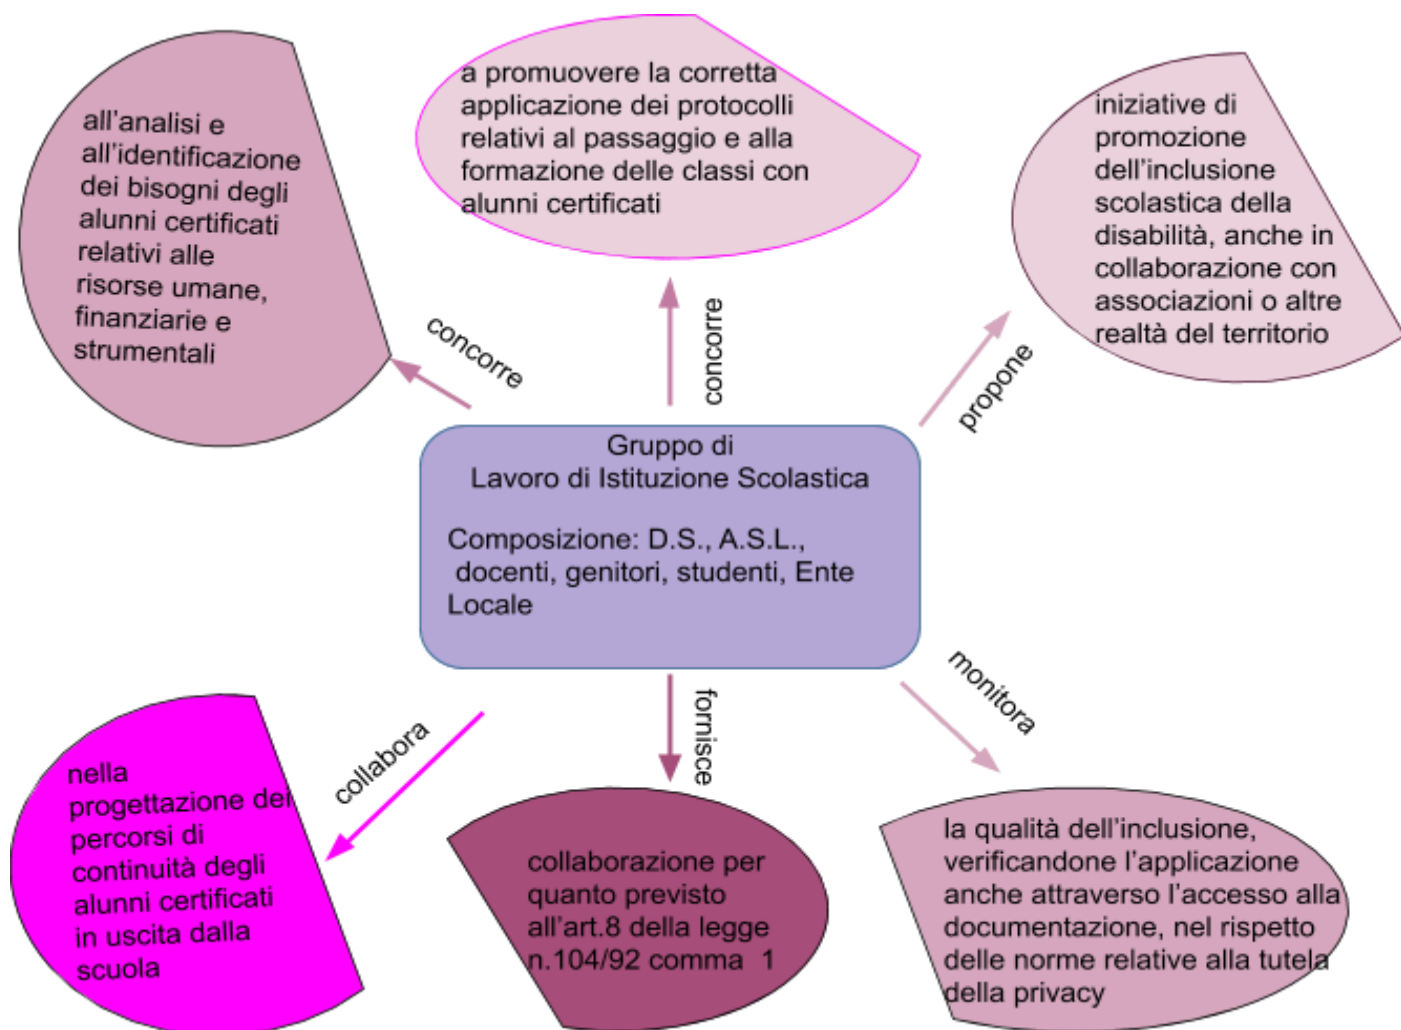 all’analisi e
all’identificazione
dei bisogni degli
alunni certificati
relativi alle
risorse umane,
finanziarie e
strumentali
a promuovere la corretta
applicazione dei protocolli
relativi al passaggio e alla
formazione delle classi con
alunni certificati
iniziative di
promozione
dell’inclusione
scolastica della
disabilità, anche in
collaborazione con
associazioni o altre
realtà del territorio
concorre
concorre
propone
Gruppo di
Lavoro di Istituzione Scolastica
Composizione: D.S., A.S.L.,
docenti, genitori, studenti, Ente
Locale
collabora
fornisce
monitora
nella
progettazione dei
percorsi di
continuità degli
alunni certificati
in uscita dalla
scuola
collaborazione per
quanto previsto
all’art.8 della legge
n.104/92 comma 1
la qualità dell’inclusione,
verificandone l’applicazione
anche attraverso l’accesso alla
documentazione, nel rispetto
delle norme relative alla tutela
della privacy